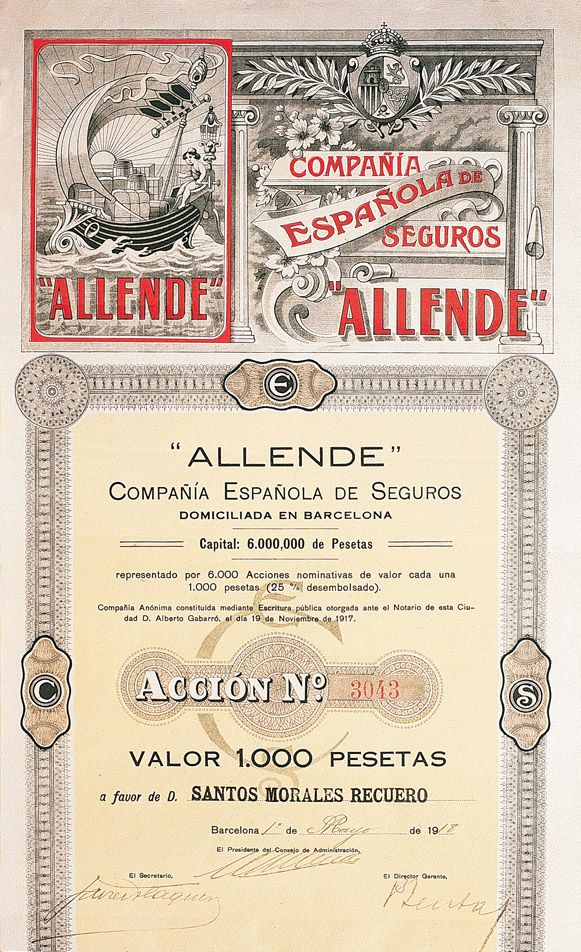 "ALLENDE"
COMPAÑÍA
ESPAÑOLA DE
SEGUROS
"ALLENDE"
E
"ALLENDE"
COMPAÑÍA ESPAÑOLA DE SEGUROS
DOMICILIADA EN BARCELONA
Capital: 6.000,000 de Pesetas
representado por 6.000 Acciones nominativas de valor cada una
1.000 pesetas (25 % desembolsado).
Compañía Anónima constituida mediante Escritura pública otorgada ante el Notario de esta Ciu-
dad D. Alberto Gabarró, el día 19 de Noviembre de 1917.
ACCIÓN Nº 3043
C
S
VALOR 1.000 PESETAS
a favor de D. SANTOS MORALES RECUERO
Barcelona 1º de Mayo de 1918
El Presidente del Consejo de Administración,
El Secretario,
El Director Gerente,